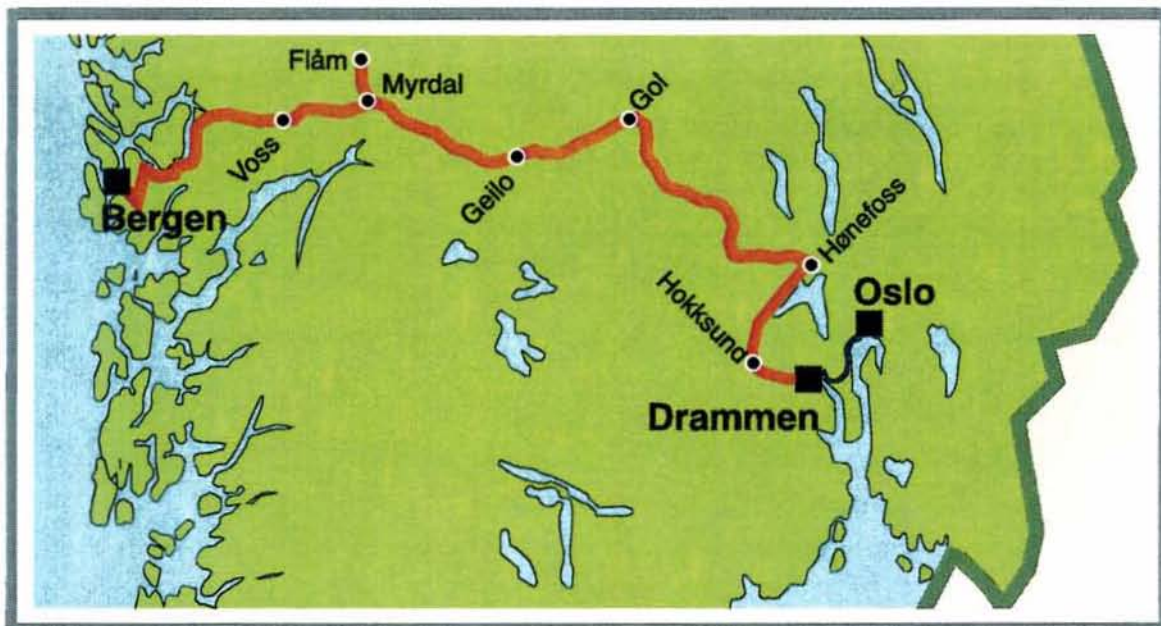 Flåm
Myrdal
Gol
Voss
Geilo
Bergen
Hønefoss
Hokksund
Oslo
Drammen